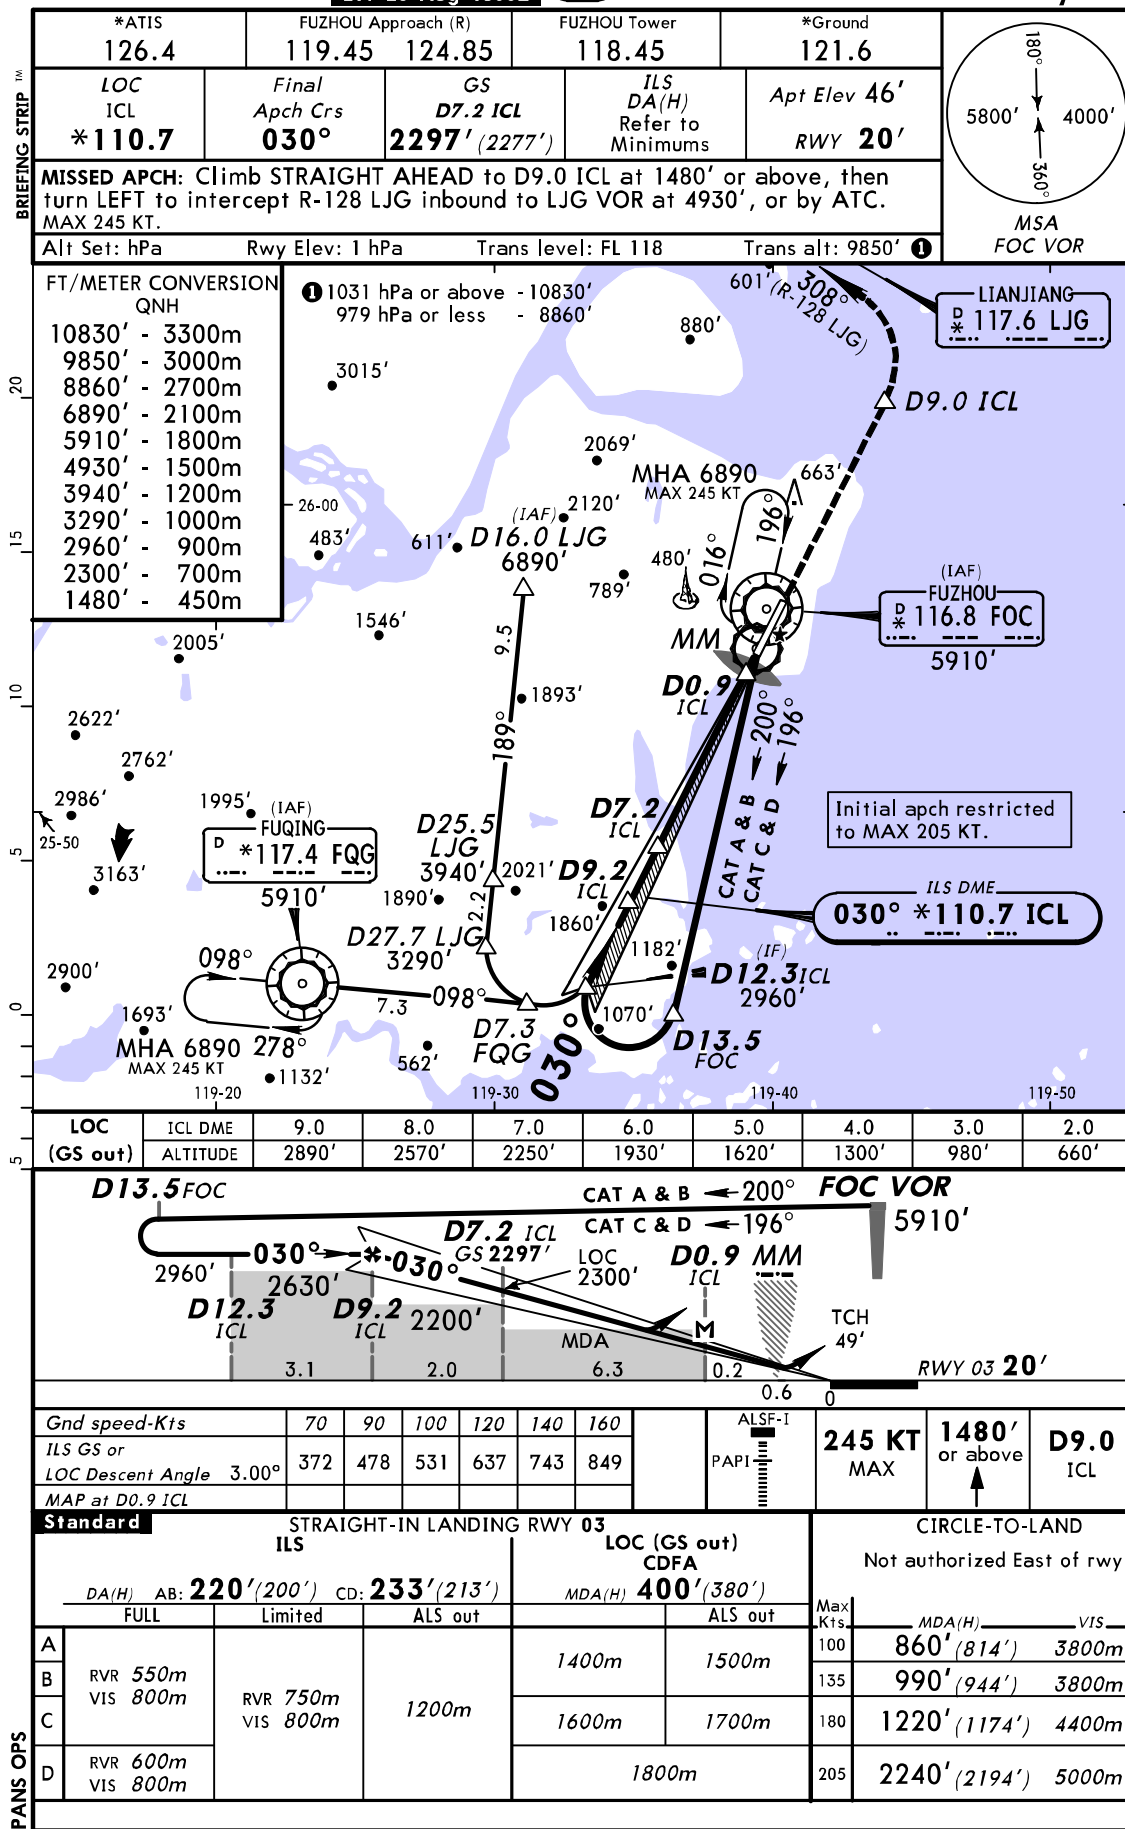 *ATIS
126.4
FUZHOU Approach (R)
119.45 124.85
FUZHOU Tower
118.45
*Ground
121.6
BRIEFING STRIP TM
LOC
ICL
*110.7
Final
Apch Crs
030°
GS
D7.2 ICL
2297' (2277')
ILS
DA(H)
Refer to
Minimums
Apt Elev 46'
RWY 20'
180°
5800' 4000'
360°
MSA
FOC VOR
MISSED APCH: Climb STRAIGHT AHEAD to D9.0 ICL at 1480' or above, then
turn LEFT to intercept R-128 LJG inbound to LJG VOR at 4930', or by ATC.
MAX 245 KT.
Alt Set: hPa Rwy Elev: 1 hPa Trans level: FL 118 Trans alt: 9850' 1
FT/METER CONVERSION
QNH
10830' - 3300m
9850' - 3000m
8860' - 2700m
6890' - 2100m
5910' - 1800m
4930' - 1500m
3940' - 1200m
3290' - 1000m
2960' - 900m
2300' - 700m
1480' - 450m
1 1031 hPa or above - 10830'
979 hPa or less - 8860'
601'
308°
(R-128 LJG)
LIANJIANG
D * 117.6 LJG
880'
3015'
D9.0 ICL
2069'
MHA 6890
MAX 245 KT
663'
26-00
2120'
(IAF)
D16.0 LJG
6890'
483'
611'
480'
016°
196°
789'
(IAF)
FUZHOU
D * 116.8 FOC
5910'
1546'
2005'
9.5
MM
D0.9
ICL
1893'
189°
200°
196°
CAT A & B
CAT C & D
2622'
2762'
2986'
25-50
3163'
1995'
(IAF)
FUQING
D *117.4 FQG
5910'
D25.5
LJG
3940'
2021'
1890'
D7.2
ICL
D9.2
ICL
1860'
Initial apch restricted
to MAX 205 KT.
ILS DME
030° *110.7 ICL
2.2
D27.7 LJG
3290'
1182'
(IF)
D12.3 ICL
2960'
2900'
098°
098°
7.3
1693'
MHA 6890
MAX 245 KT
278°
D7.3
FQG
030°
1070'
D13.5
FOC
562'
1132'
119-20 119-30 119-40 119-50
20
15
10
5
0
5
LOC
(GS out)
ICL DME 9.0 8.0 7.0 6.0 5.0 4.0 3.0 2.0
ALTITUDE 2890' 2570' 2250' 1930' 1620' 1300' 980' 660'
D13.5 FOC
CAT A & B 200°
CAT C & D 196°
FOC VOR
5910'
D7.2 ICL
GS 2297'
LOC
2300'
D0.9
ICL
MM
030°
030°
2960'
2630'
D12.3
ICL
D9.2
ICL
2200'
MDA
M
TCH
49'
3.1 2.0 6.3 0.2
0.6 0
RWY 03 20'
Gnd speed-Kts 70 90 100 120 140 160
ILS GS or
LOC Descent Angle 3.00° 372 478 531 637 743 849
MAP at D0.9 ICL
ALSF-I
PAPI
245 KT
MAX
1480'
or above
D9.0
ICL
Standard
STRAIGHT-IN LANDING RWY 03
ILS
DA(H) AB: 220' (200') CD: 233' (213')
LOC (GS out)
CDFA
MDA(H) 400' (380')
CIRCLE-TO-LAND
Not authorized East of rwy
FULL Limited ALS out ALS out
Max
Kts MDA(H) VIS
A
B
C
D
RVR 550m
VIS 800m
RVR 600m
VIS 800m
RVR 750m
VIS 800m
1200m
1400m 1500m
1600m 1700m
1800m
100 860' (814') 3800m
135 990' (944') 3800m
180 1220' (1174') 4400m
205 2240' (2194') 5000m
PANS OPS